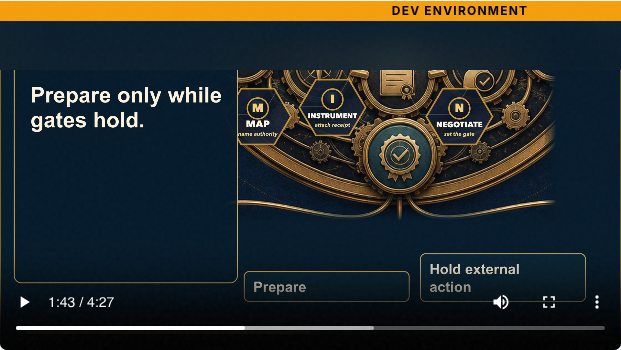 DEV ENVIRONMENT
Prepare only while
gates hold.
M
MAP
name authority
I
INSTRUMENT
attach receipt
N
NEGOTIATE
set the gate
Prepare
Hold external
action
1:43 / 4:27